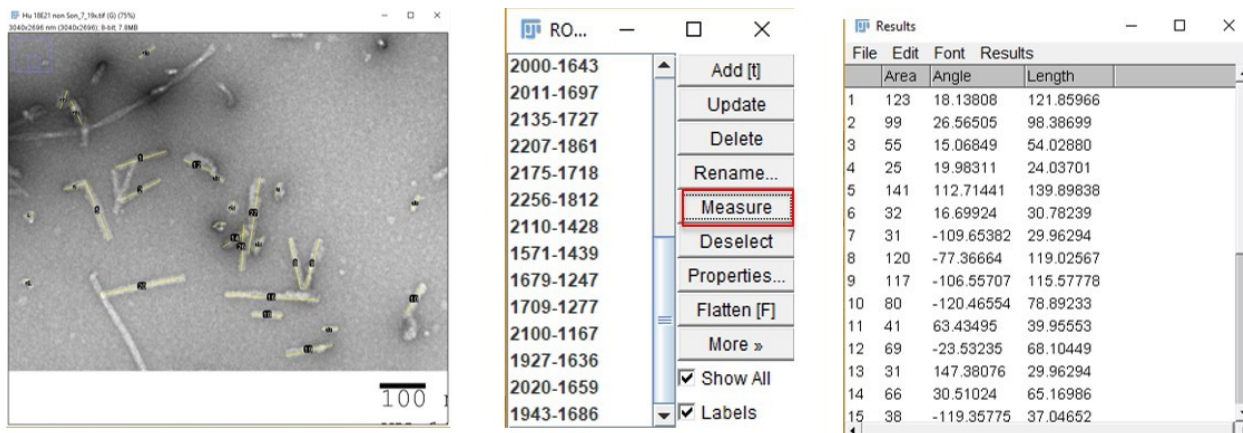 Hu 18E21 non Son_7_19x.tif (G) (75%)
3040x2696 nm (3040x2696); 8-bit; 7.8MB
100
RO...
2000-1643
2011-1697
2135-1727
2207-1861
2175-1718
2256-1812
2110-1428
1571-1439
1679-1247
1709-1277
2100-1167
1927-1636
2020-1659
1943-1686
Add [t]
Update
Delete
Rename...
Measure
Deselect
Properties...
Flatten [F]
More »
Show All
Labels
Results
File Edit Font Results
Area Angle Length
1 123 18.13808 121.85966
2 99 26.56505 98.38699
3 55 15.06849 54.02880
4 25 19.98311 24.03701
5 141 112.71441 139.89838
6 32 16.69924 30.78239
7 31 -109.65382 29.96294
8 120 -77.36664 119.02567
9 117 -106.55707 115.57778
10 80 -120.46554 78.89233
11 41 63.43495 39.95553
12 69 -23.53235 68.10449
13 31 147.38076 29.96294
14 66 30.51024 65.16986
15 38 -119.35775 37.04652